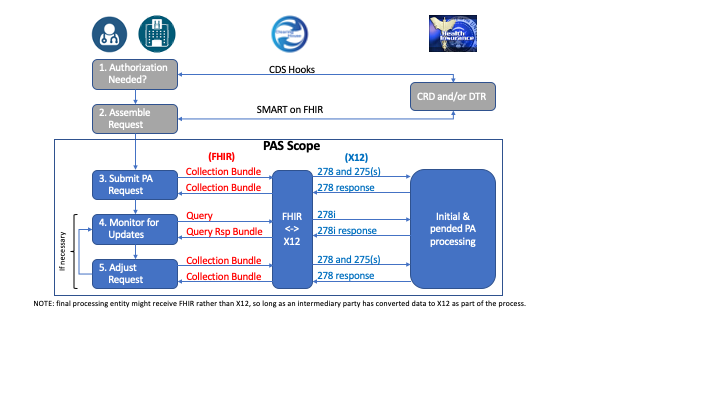 Health
Insurance
1. Authorization
Needed?
CDS Hooks
CRD and/or DTR
2. Assemble
Request
SMART on FHIR
PAS Scope
(FHIR)
(X12)
3. Submit PA
Request
Collection Bundle
Collection Bundle
278 and 275(s)
278 response
4. Monitor for
Updates
Query
Query Rsp Bundle
FHIR
<->
X12
278i
278i response
Initial &
pended PA
processing
If necessary
5. Adjust
Request
Collection Bundle
Collection Bundle
278 and 275(s)
278 response
NOTE: final processing entity might receive FHIR rather than X12, so long as an intermediary party has converted data to X12 as part of the process.